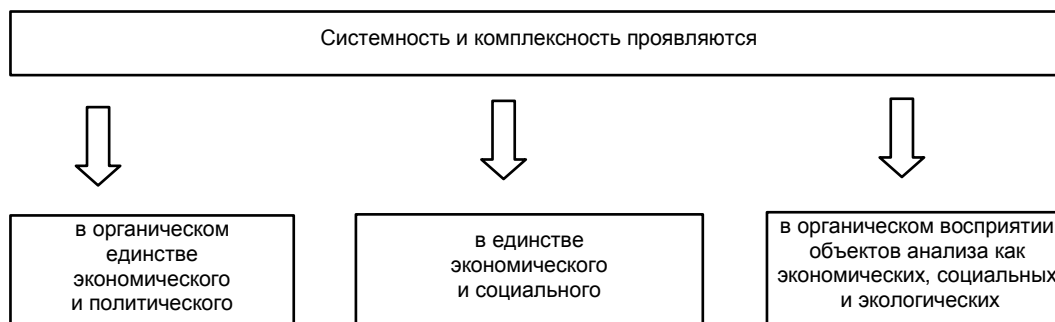 Системность и комплексность проявляются
в органическом
единстве
экономического
и политического
в единстве
экономического
и социального
в органическом восприятии
объектов анализа как
экономических, социальных
и экологических